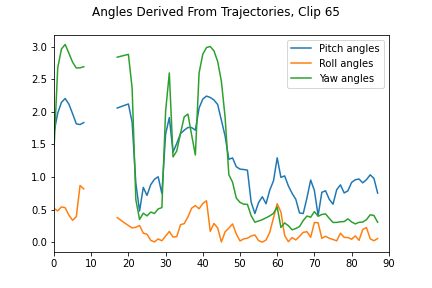 Angles Derived From Trajectories, Clip 65
Pitch angles
Roll angles
Yaw angles
3.0
2.5
2.0
1.5
1.0
0.5
0.0
0 10 20 30 40 50 60 70 80 90